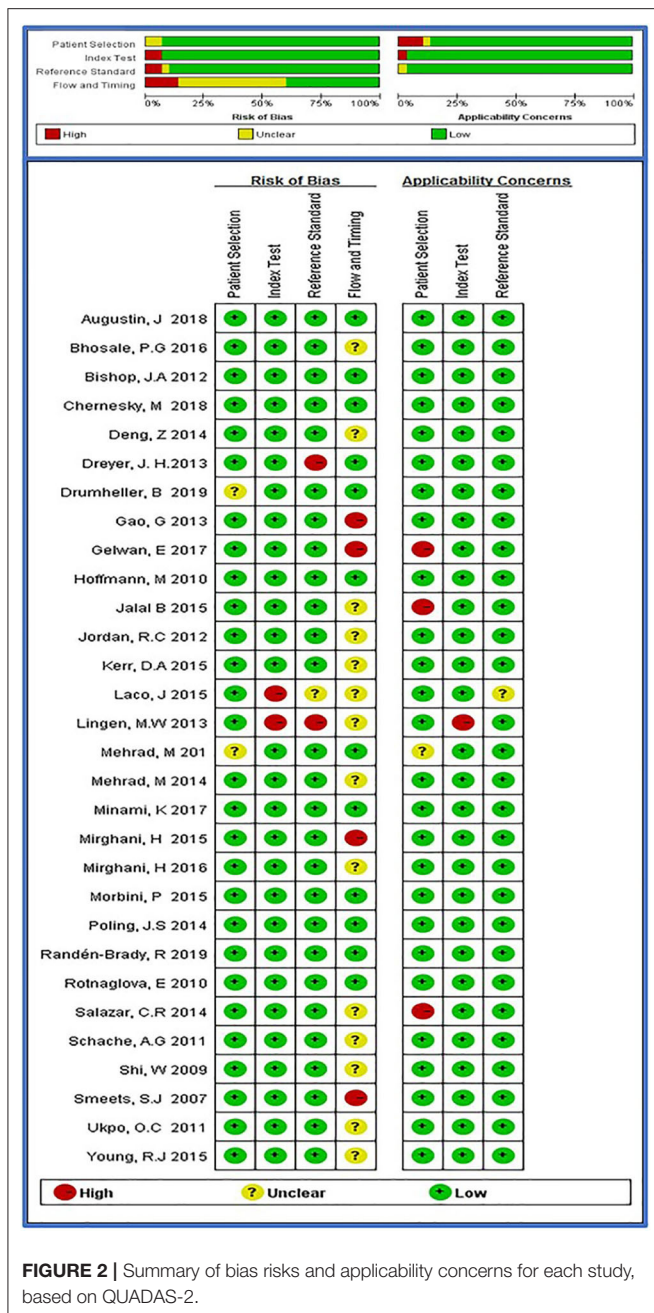 Patient Selection
Index Test
Reference Standard
Flow and Timing
0% 25% 50% 75% 100%
Risk of Bias
0% 25% 50% 75% 100%
Applicability Concerns
High Unclear Low
Risk of Bias Applicability Concerns
Patient Selection
Index Test
Reference Standard
Flow and Timing
Patient Selection
Index Test
Reference Standard
Augustin, J 2018 + + + + + + +
Bhosale, P.G 2016 + + + ? + + +
Bishop, J.A 2012 + + + + + + +
Chernesky, M 2018 + + + + + + +
Deng, Z 2014 + + + ? + + +
Dreyer, J. H.2013 + + - + + + +
Drumheller, B 2019 ? + + + + + +
Gao, G 2013 + + + - + + +
Gelwan, E 2017 + + + - - + +
Hoffmann, M 2010 + + + + + + +
Jalal B 2015 + + + ? - + +
Jordan, R.C 2012 + + + ? + + +
Kerr, D.A 2015 + + + ? + + +
Laco, J 2015 + - ? ? + + ?
Lingen, M.W 2013 + - - ? + - +
Mehrad, M 201 ? + + + ? + +
Mehrad, M 2014 + + + ? + + +
Minami, K 2017 + + + + + + +
Mirghani, H 2015 + + + - + + +
Mirghani, H 2016 + + + ? + + +
Morbini, P 2015 + + + + + + +
Poling, J.S 2014 + + + + + + +
Randén-Brady, R 2019 + + + + + + +
Rotnaglova, E 2010 + + + + + + +
Salazar, C.R 2014 + + + ? - + +
Schache, A.G 2011 + + + ? + + +
Shi, W 2009 + + + ? + + +
Smeets, S.J 2007 + + + - + + +
Ukpo, O.C 2011 + + + ? + + +
Young, R.J 2015 + + + ? + + +
- High ? Unclear + Low
FIGURE 2 | Summary of bias risks and applicability concerns for each study,
based on QUADAS-2.